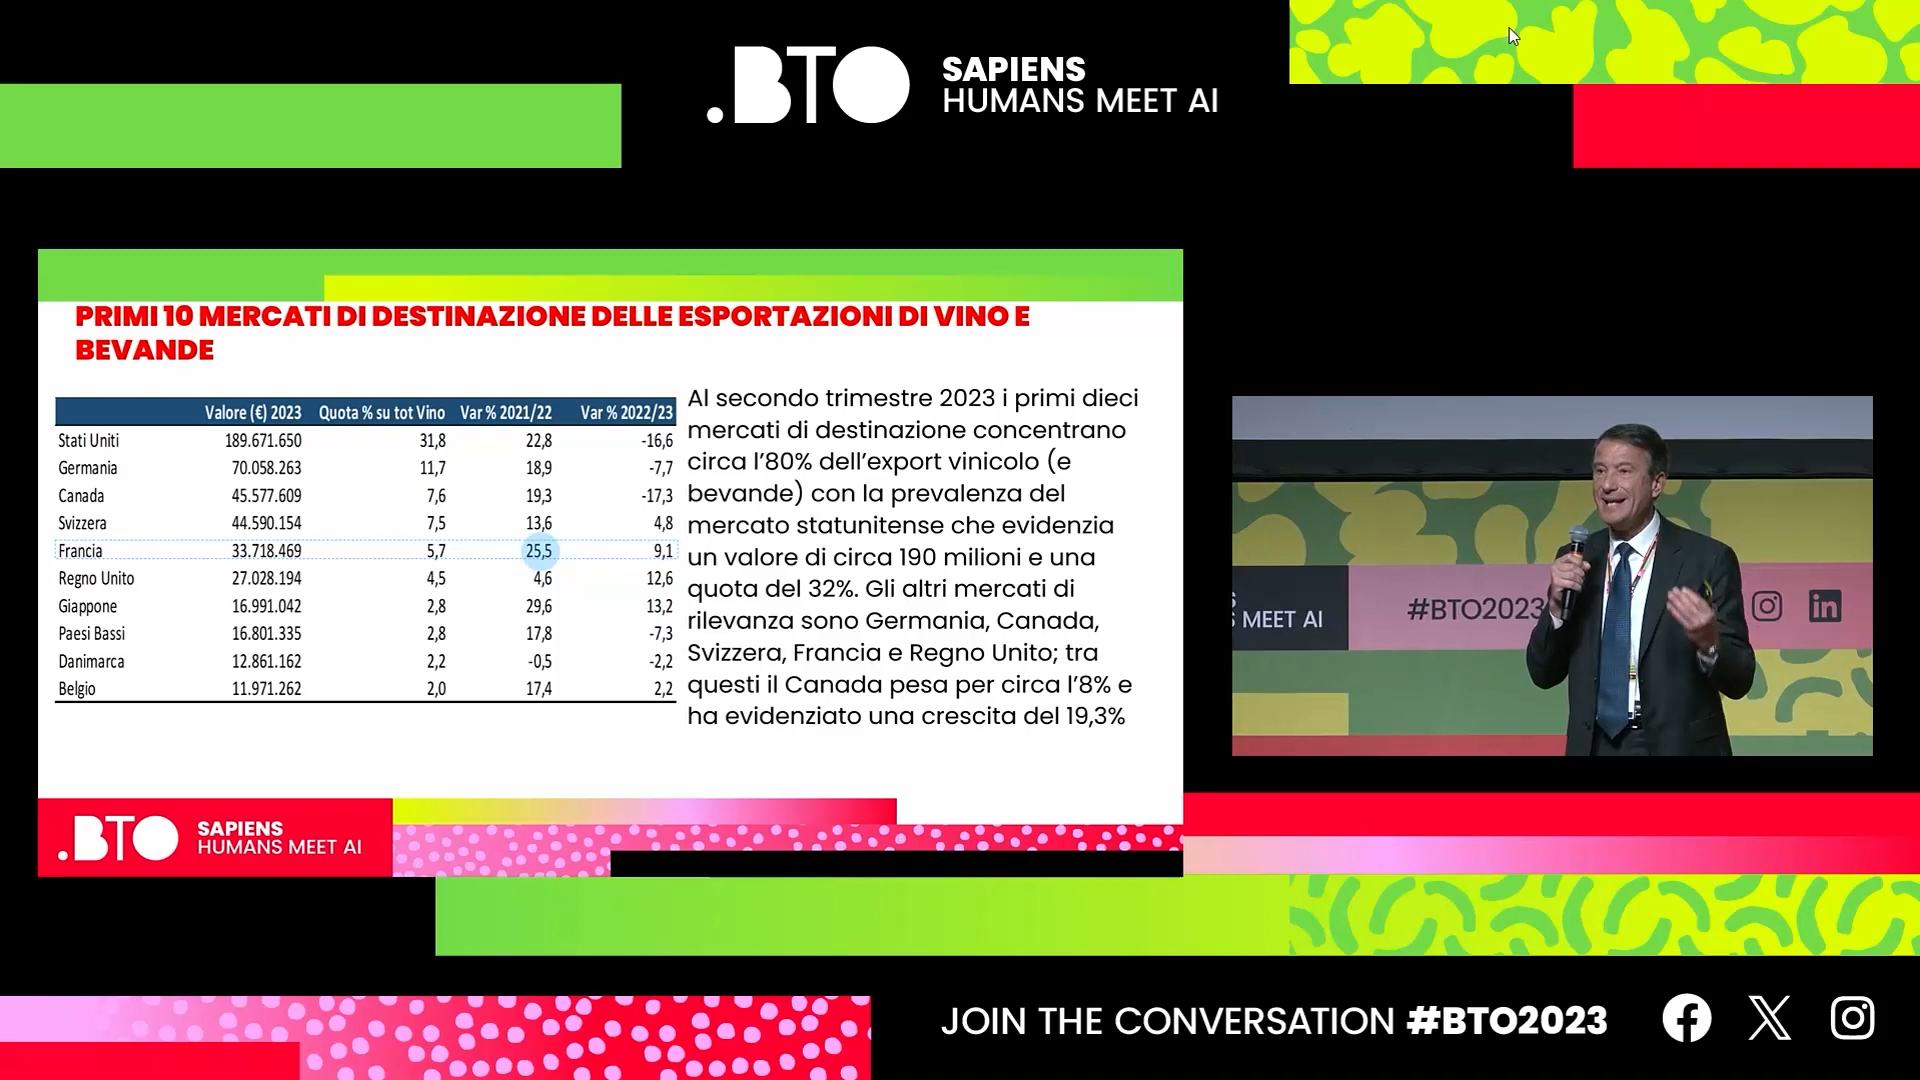 .BTO
SAPIENS
HUMANS MEET AI
PRIMI 10 MERCATI DI DESTINAZIONE DELLE ESPORTAZIONI DI VINO E
BEVANDE
Valore (€) 2023 Quota % su tot Vino Var % 2021/22 Var % 2022/23
Stati Uniti 189.671.650 31,8 22,8 -16,6
Germania 70.058.263 11,7 18,9 -7,7
Canada 45.577.609 7,6 19,3 -17,3
Svizzera 44.590.154 7,5 13,6 4,8
Francia 33.718.469 5,7 25,5 9,1
Regno Unito 27.028.194 4,5 4,6 12,6
Giappone 16.991.042 2,8 29,6 13,2
Paesi Bassi 16.801.335 2,8 17,8 -7,3
Danimarca 12.861.162 2,2 -0,5 -2,2
Belgio 11.971.262 2,0 17,4 2,2
Al secondo trimestre 2023 i primi dieci
mercati di destinazione concentrano
circa l’80% dell’export vinicolo (e
bevande) con la prevalenza del
mercato statunitense che evidenzia
un valore di circa 190 milioni e una
quota del 32%. Gli altri mercati di
rilevanza sono Germania, Canada,
Svizzera, Francia e Regno Unito; tra
questi il Canada pesa per circa l’8% e
ha evidenziato una crescita del 19,3%
S
S MEET AI
#BTO2023
in
.BTO
SAPIENS
HUMANS MEET AI
JOIN THE CONVERSATION #BTO2023